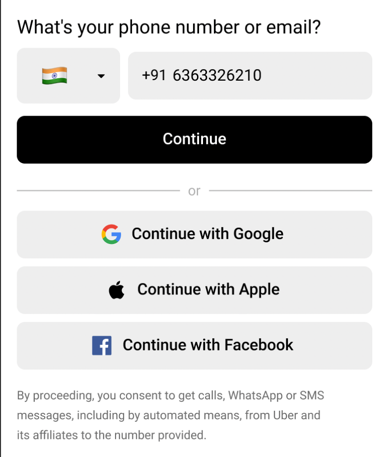 What's your phone number or email?
+91 6363326210
Continue
or
Continue with Google
Continue with Apple
Continue with Facebook
By proceeding, you consent to get calls, WhatsApp or SMS
messages, including by automated means, from Uber and
its affiliates to the number provided.